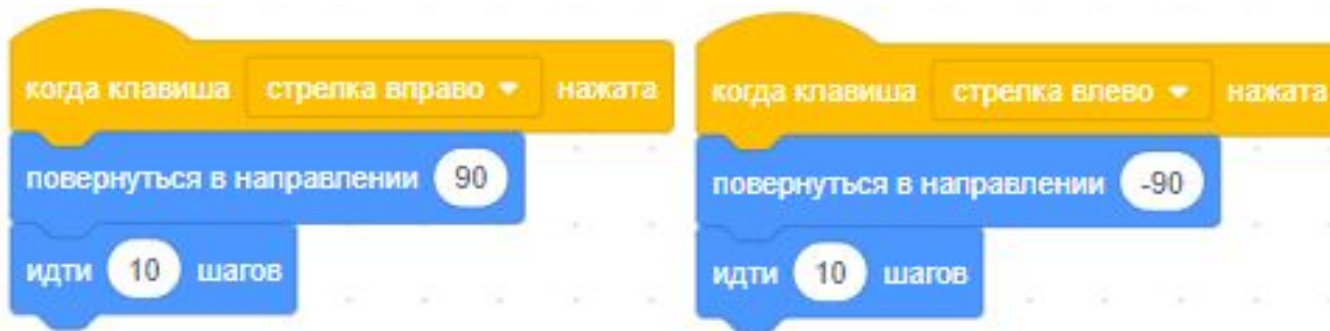 когда клавиша стрелка вправо нажата
повернуться в направлении 90
идти 10 шагов
когда клавиша стрелка влево нажата
повернуться в направлении -90
идти 10 шагов